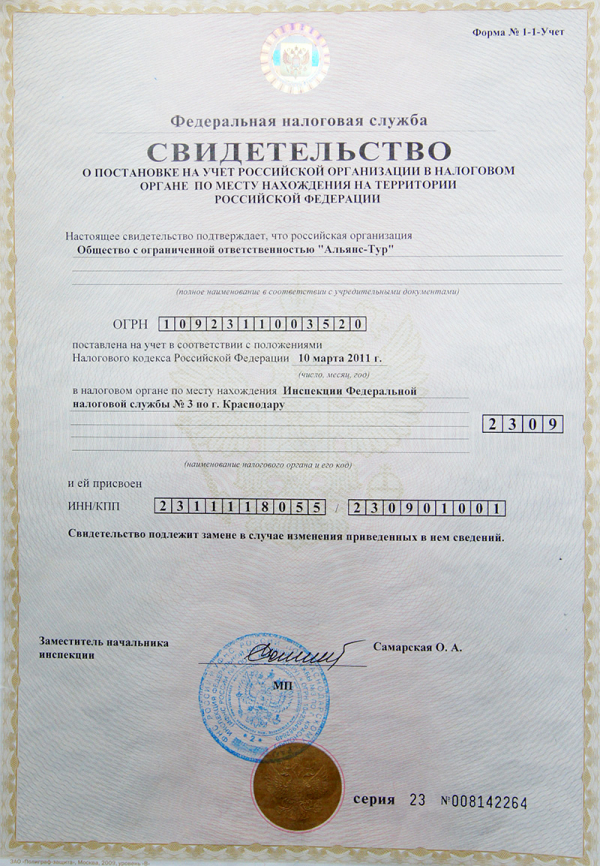 Форма № 1-1-Учет
Федеральная налоговая служба
СВИДЕТЕЛЬСТВО
О ПОСТАНОВКЕ НА УЧЕТ РОССИЙСКОЙ ОРГАНИЗАЦИИ В НАЛОГОВОМ
ОРГАНЕ ПО МЕСТУ НАХОЖДЕНИЯ НА ТЕРРИТОРИИ
РОССИЙСКОЙ ФЕДЕРАЦИИ
Настоящее свидетельство подтверждает, что российская организация
Общество с ограниченной ответственностью "Альянс-Тур"
(полное наименование в соответствии с учредительными документами)
ОГРН 1092311003520
поставлена на учет в соответствии с положениями
Налогового кодекса Российской Федерации 10 марта 2011 г.
(число, месяц, год)
в налоговом органе по месту нахождения Инспекции Федеральной
налоговой службы № 3 по г. Краснодару
2309
(наименование налогового органа и его код)
и ей присвоен
ИНН/КПП 2311118055 / 230901001
Свидетельство подлежит замене в случае изменения приведенных в нем сведений.
Заместитель начальника
инспекции
Самарская О. А.
МП
серия 23 №008142264